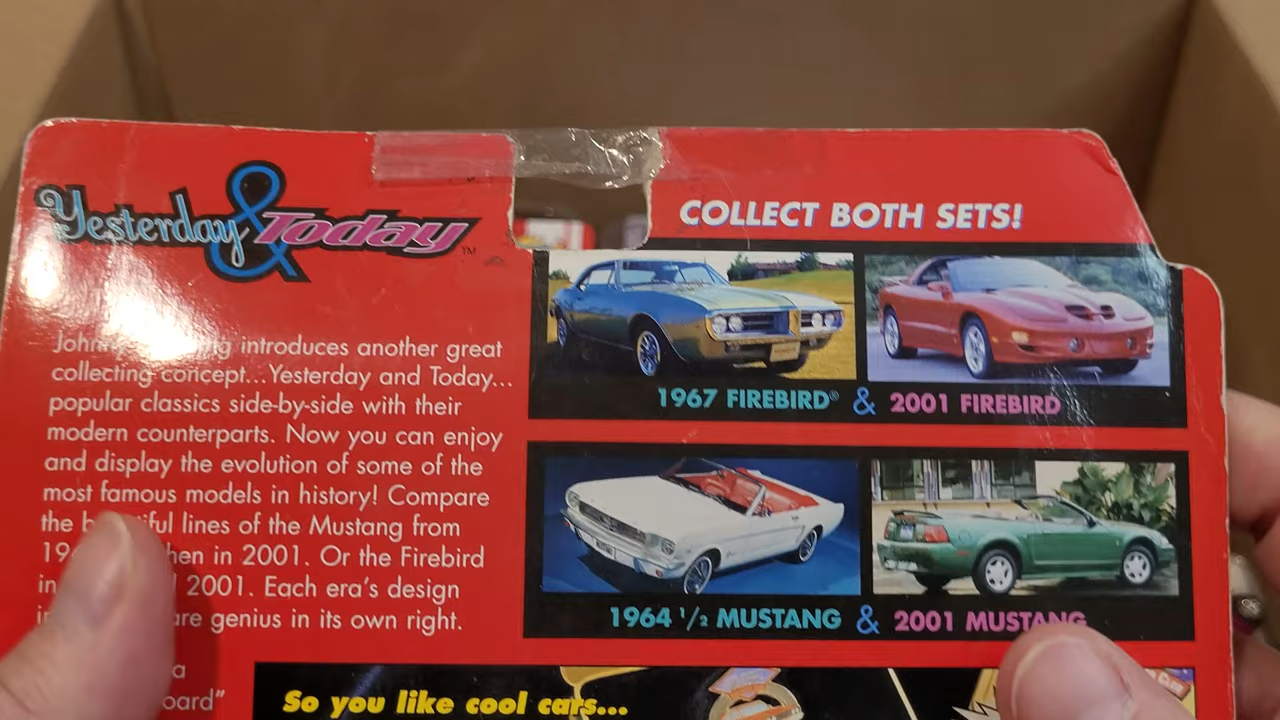 Yesterday & Today™
COLLECT BOTH SETS!
introduces another great
collecting concept...Yesterday and Today...
popular classics side-by-side with their
modern counterparts. Now you can enjoy
and display the evolution of some of the
most famous models in history! Compare
the lines of the Mustang from
in 2001. Or the Firebird
2001. Each era's design
genius in its own right.
a
1967 FIREBIRD® & 2001 FIREBIRD
1964 ½ MUSTANG & 2001 MUSTANG
So you like cool cars...